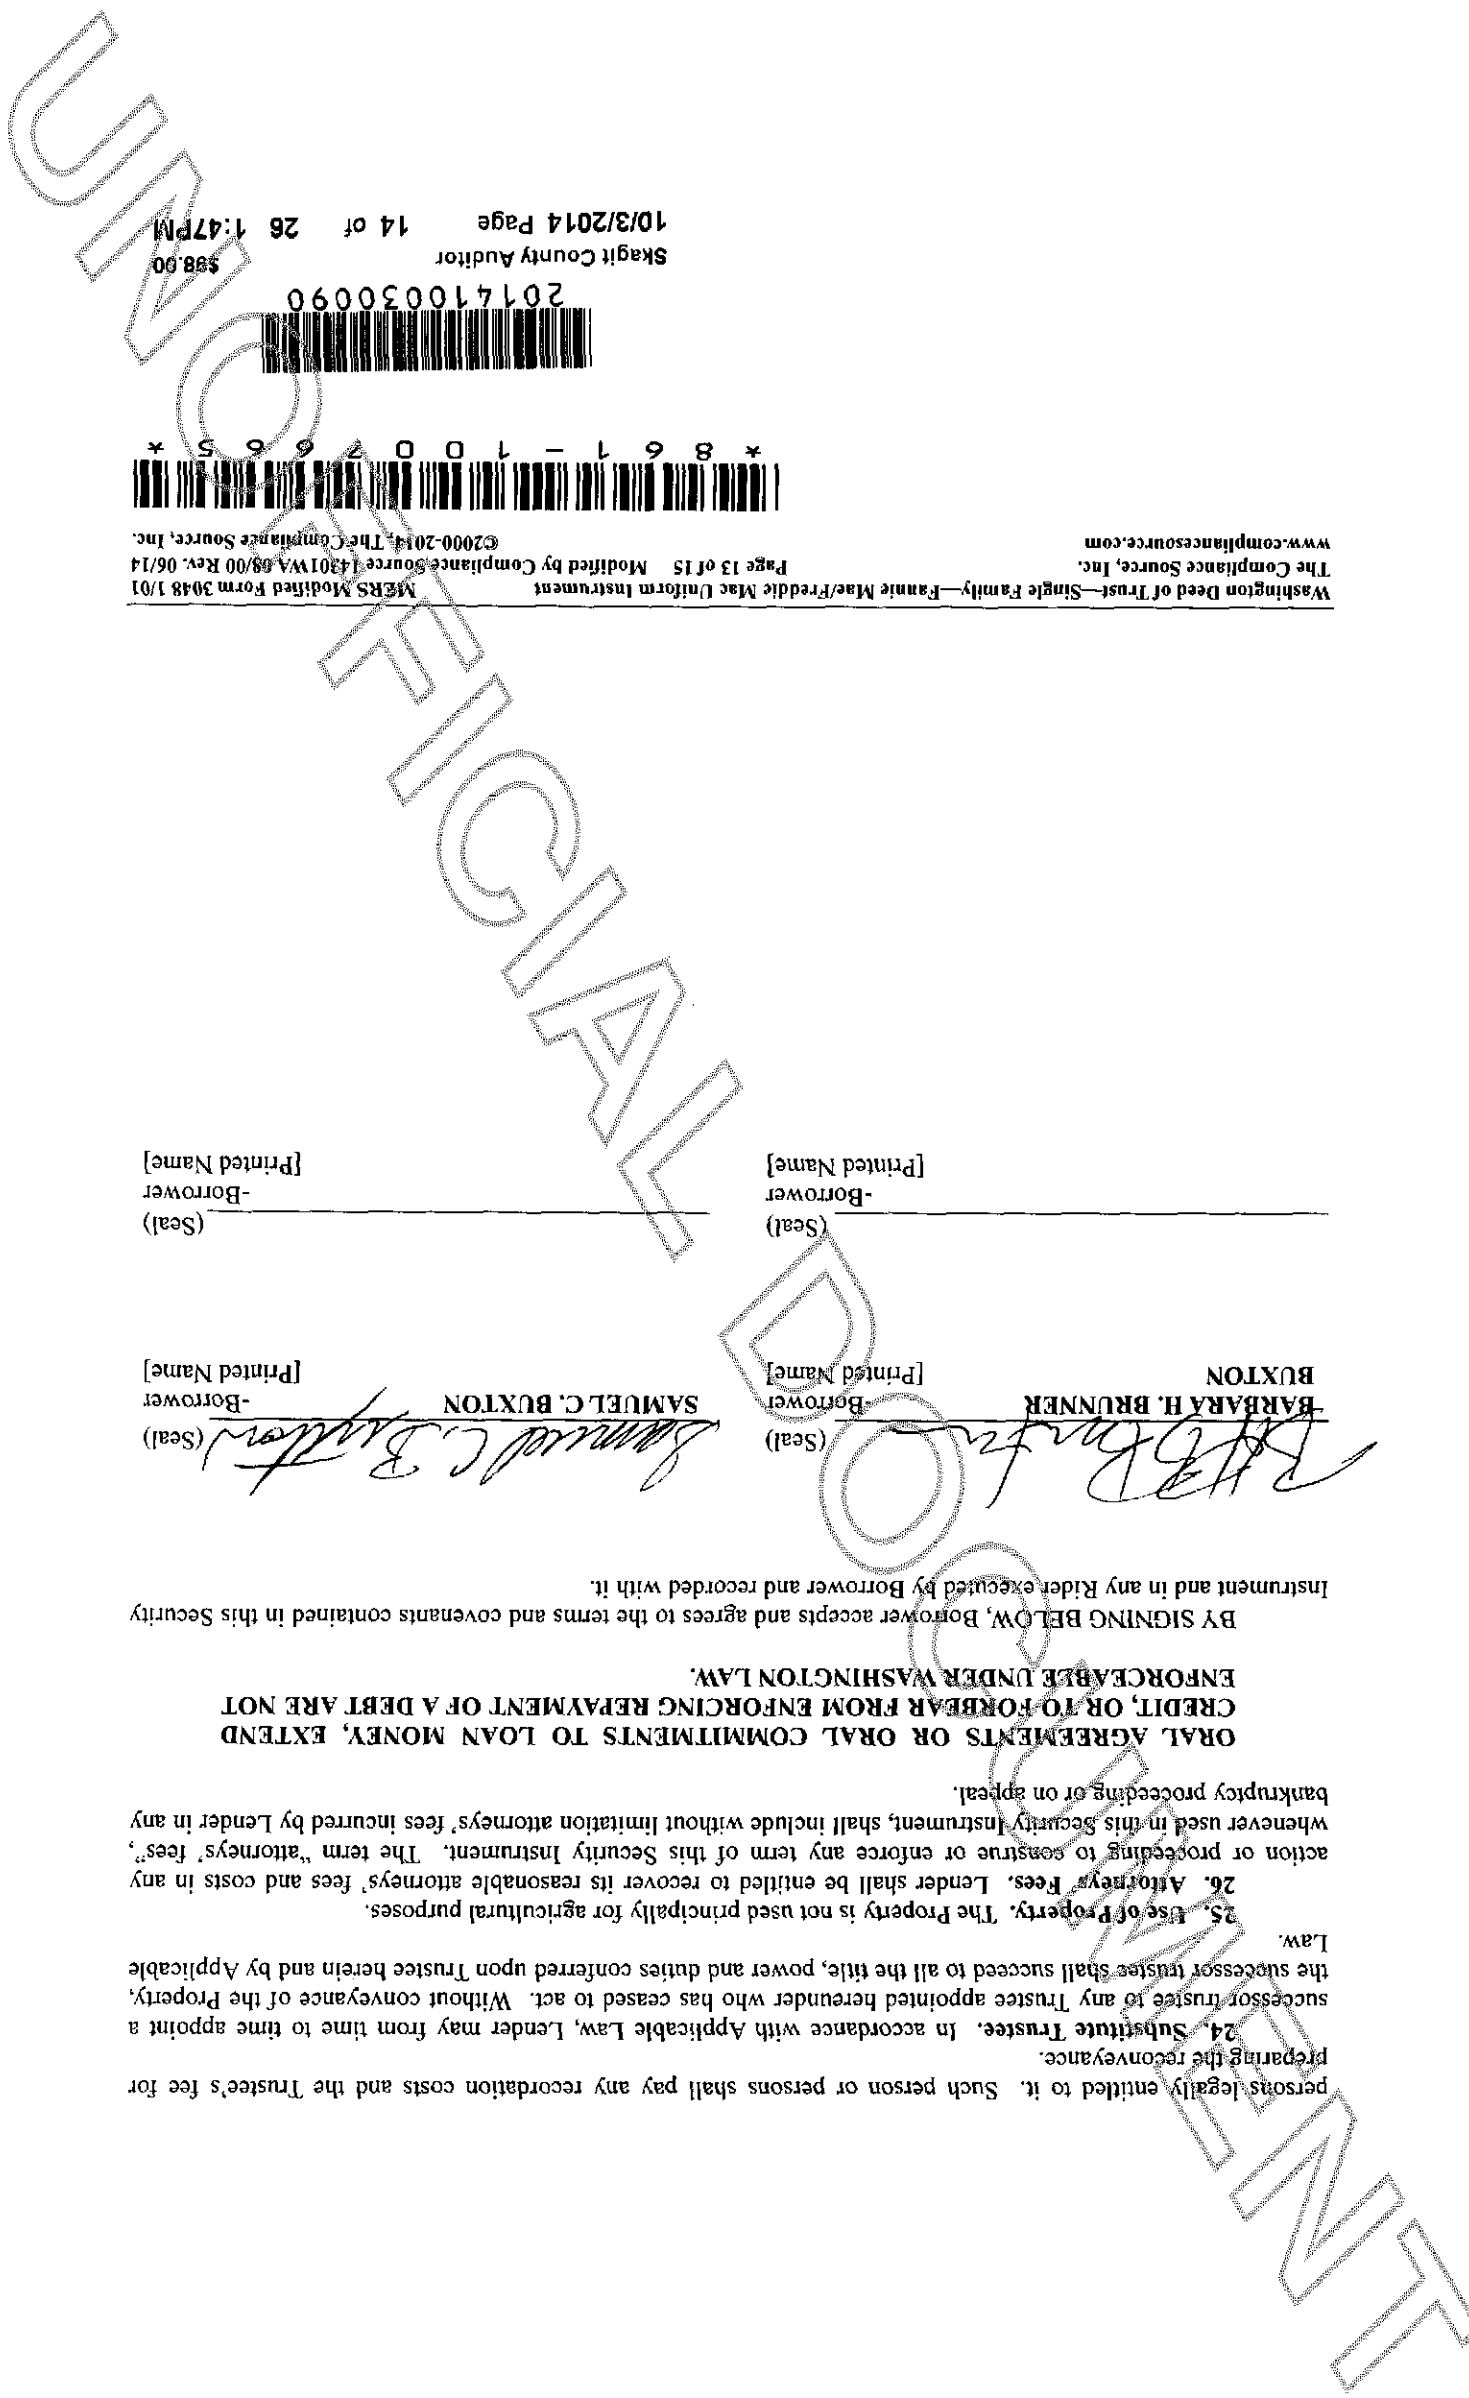 persons legally entitled to it. Such person or persons shall pay any recordation costs and the Trustee's fee for
preparing the reconveyance.
24. Substitute Trustee. In accordance with Applicable Law, Lender may from time to time appoint a
successor trustee to any Trustee appointed hereunder who has ceased to act. Without conveyance of the Property,
the successor trustee shall succeed to all the title, power and duties conferred upon Trustee herein and by Applicable
Law.
25. Use of Property. The Property is not used principally for agricultural purposes.
26. Attorneys' Fees. Lender shall be entitled to recover its reasonable attorneys' fees and costs in any
action or proceeding to construe or enforce any term of this Security Instrument. The term "attorneys' fees",
whenever used in this Security Instrument, shall include without limitation attorneys' fees incurred by Lender in any
bankruptcy proceeding or on appeal.
ORAL AGREEMENTS OR ORAL COMMITMENTS TO LOAN MONEY, EXTEND
CREDIT, OR TO FORBEAR FROM ENFORCING REPAYMENT OF A DEBT ARE NOT
ENFORCEABLE UNDER WASHINGTON LAW.
BY SIGNING BELOW, Borrower accepts and agrees to the terms and covenants contained in this Security
Instrument and in any Rider executed by Borrower and recorded with it.
(Seal) Samuel C. Buxton (Seal)
BARBARA H. BRUNNER -Borrower SAMUEL C. BUXTON -Borrower
BUXTON [Printed Name] [Printed Name]
(Seal) (Seal)
-Borrower -Borrower
[Printed Name] [Printed Name]
Washington Deed of Trust—Single Family—Fannie Mae/Freddie Mac Uniform Instrument MERS Modified Form 3048 1/01
The Compliance Source, Inc. Page 13 of 15 Modified by Compliance Source 14301WA 08/00 Rev. 06/14
www.compliancesource.com ©2000-2014, The Compliance Source, Inc.
*861-1007665*
201410030090
Skagit County Auditor $98.00
10/3/2014 Page 14 of 26 1:47PM
UNOFFICIAL DOCUMENT